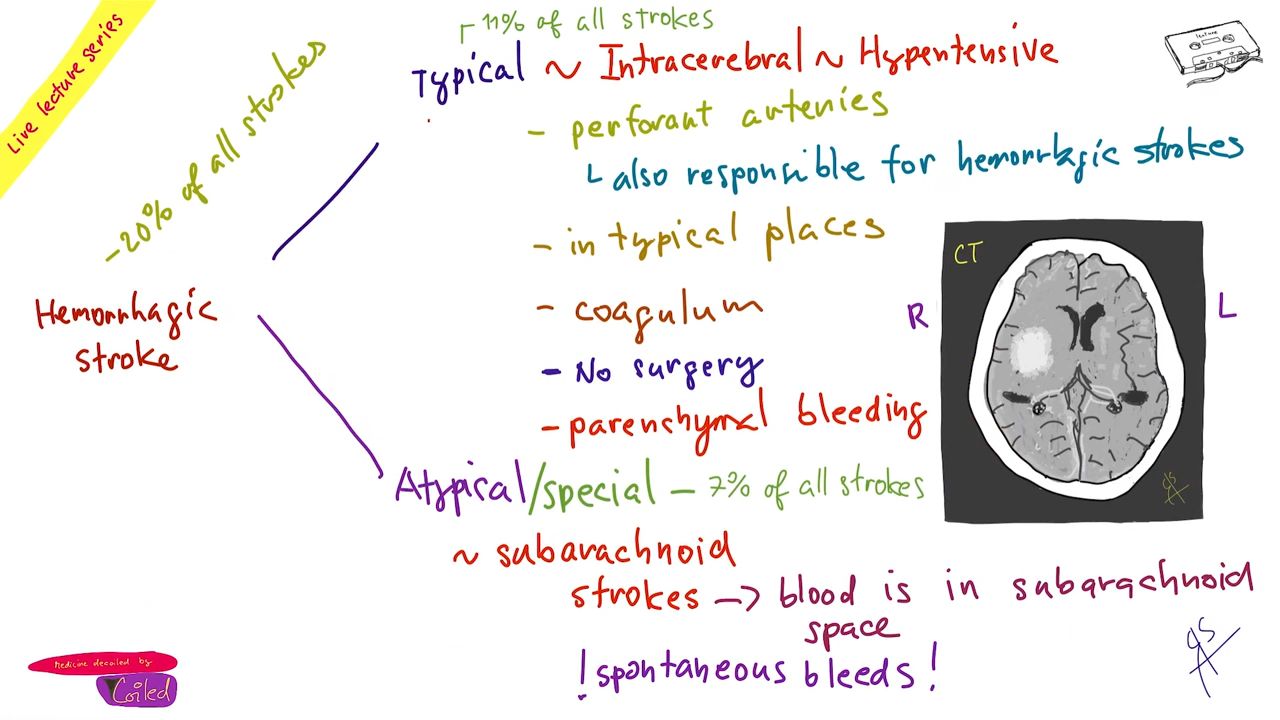 Live lecture series
~20% of all strokes
Hemorrhagic
stroke
11% of all strokes
Typical ~ Intracerebral ~ Hypertensive
- perforant arteries
also responsible for hemorrhagic strokes
- in typical places
- coagulum
- No surgery
- parenchymal bleeding
Atypical/special - 7% of all strokes
~ subarachnoid
strokes -> blood is in subarachnoid
space
! spontaneous bleeds !
lecture
CT
R
L
Medicine decoiled by
Coiled